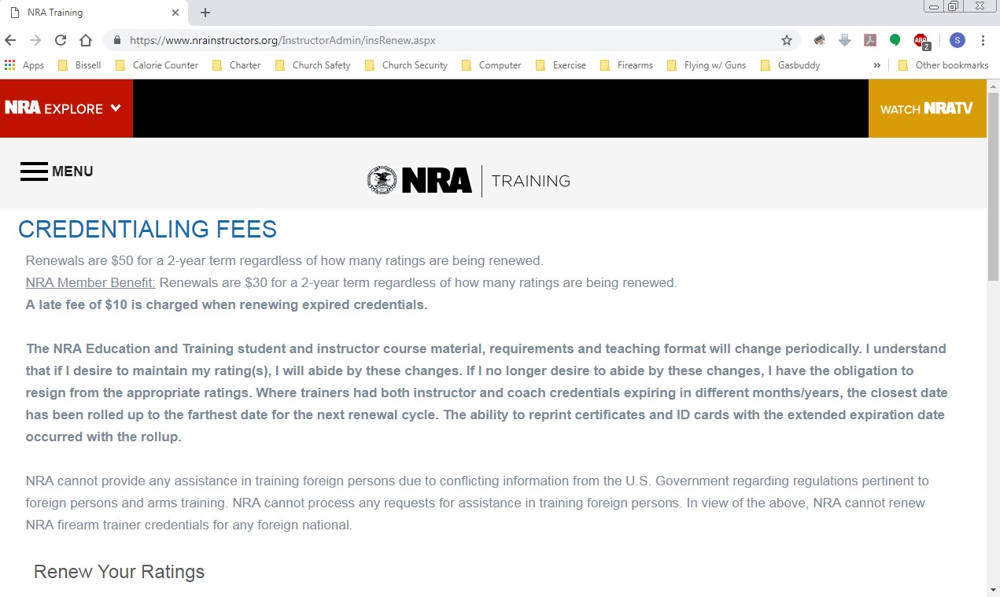 NRA Training
https://www.nrainstructors.org/InstructorAdmin/insRenew.aspx
ABP
2
S
Apps Bissell Calorie Counter Charter Church Safety Church Security Computer Exercise Firearms Flying w/ Guns Gasbuddy » Other bookmarks
NRA EXPLORE
WATCH NRATV
MENU
NRA TRAINING
CREDENTIALING FEES
Renewals are $50 for a 2-year term regardless of how many ratings are being renewed.
NRA Member Benefit: Renewals are $30 for a 2-year term regardless of how many ratings are being renewed.
A late fee of $10 is charged when renewing expired credentials.
The NRA Education and Training student and instructor course material, requirements and teaching format will change periodically. I understand
that if I desire to maintain my rating(s), I will abide by these changes. If I no longer desire to abide by these changes, I have the obligation to
resign from the appropriate ratings. Where trainers had both instructor and coach credentials expiring in different months/years, the closest date
has been rolled up to the farthest date for the next renewal cycle. The ability to reprint certificates and ID cards with the extended expiration date
occurred with the rollup.
NRA cannot provide any assistance in training foreign persons due to conflicting information from the U.S. Government regarding regulations pertinent to
foreign persons and arms training. NRA cannot process any requests for assistance in training foreign persons. In view of the above, NRA cannot renew
NRA firearm trainer credentials for any foreign national.
Renew Your Ratings